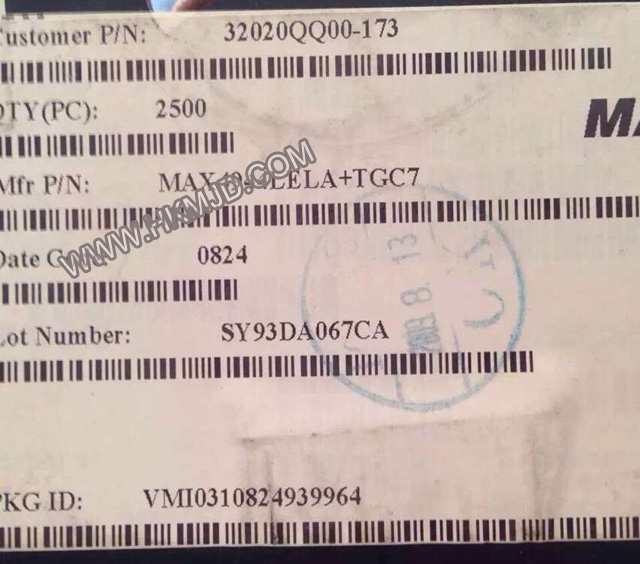 Customer P/N: 32020QQ00-173
QTY(PC): 2500
MA
Mfr P/N:
WWW.HKMJD.COM
Date 0824
Lot Number: SY93DA067CA
PKG ID: VMI0310824939964